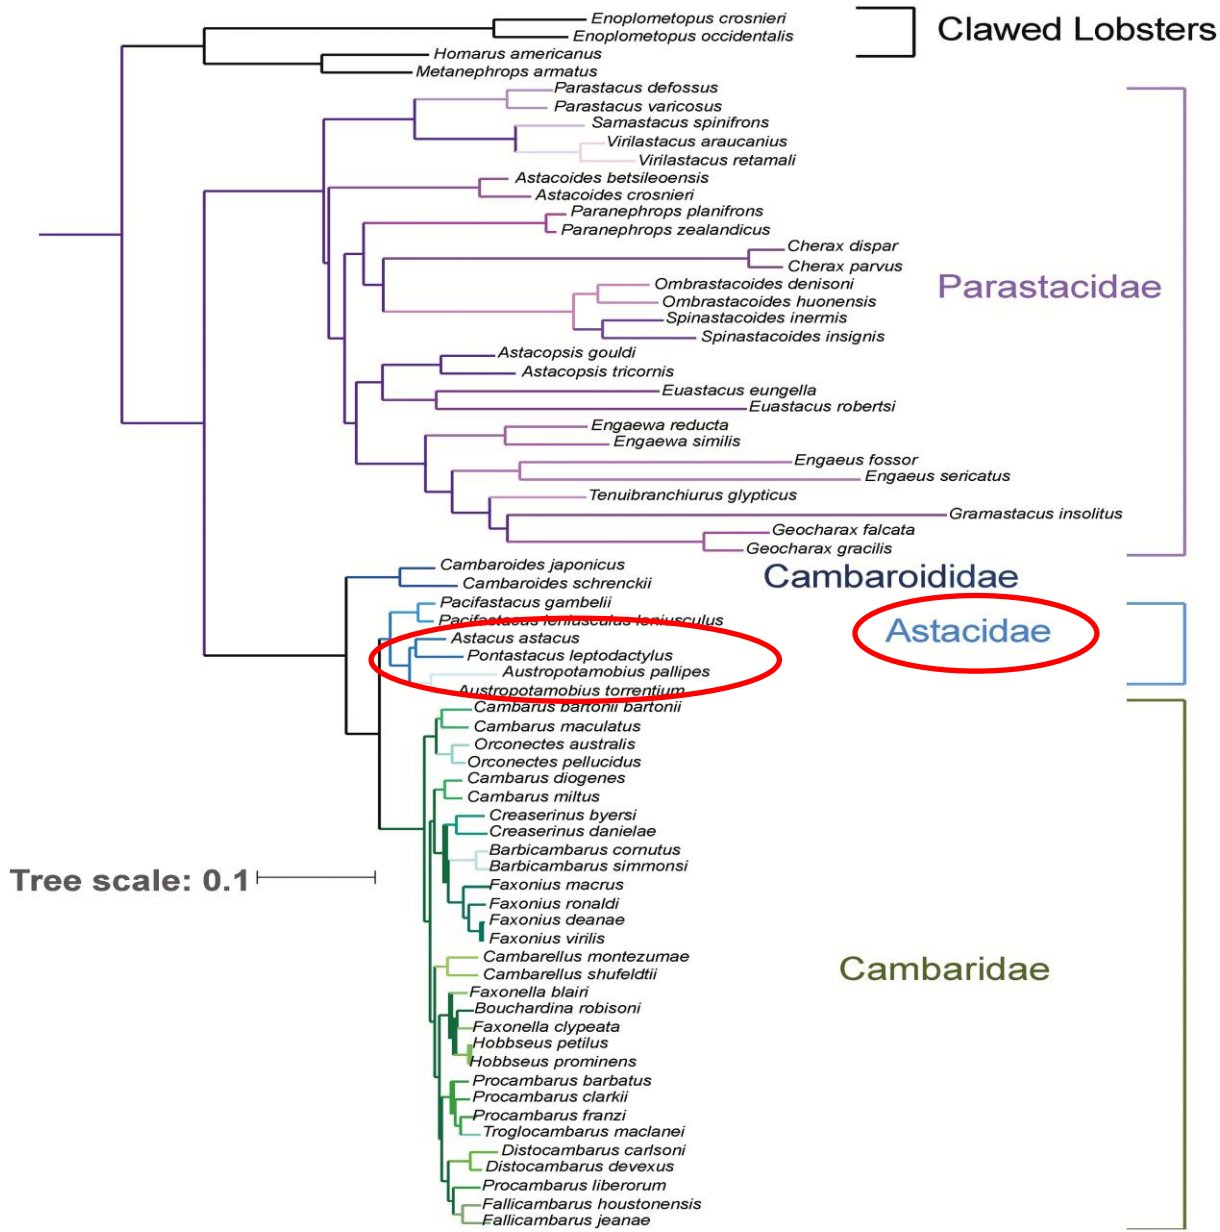 Enoplometopus crosnieri
Enoplometopus occidentalis
Clawed Lobsters
Homarus americanus
Metanephrops armatus
Parastacus defossus
Parastacus varicosus
Samastacus spinifrons
Virilastacus araucanius
Virilastacus retamali
Astacoides betsileoensis
Astacoides crosnieri
Paranephrops planifrons
Paranephrops zealandicus
Cherax dispar
Cherax parvus
Parastacidae
Ombrastacoides denisoni
Ombrastacoides huonensis
Spinastacoides inermis
Spinastacoides insignis
Astacopsis gouldi
Astacopsis tricornis
Euastacus eungella
Euastacus robertsi
Engaewa reducta
Engaewa similis
Engaeus fossor
Engaeus sericatus
Tenuibranchiurus glypticus
Gramastacus insolitus
Geocharax falcata
Geocharax gracilis
Cambaroides japonicus
Cambaroididae
Cambaroides schrenckii
Pacifastacus gambelii
Pacifastacus leniusculus leniusculus
Astacidae
Astacus astacus
Pontastacus leptodactylus
Austropotamobius pallipes
Austropotamobius torrentium
Cambarus bartonii bartonii
Cambarus maculatus
Orconectes australis
Orconectes pellucidus
Cambarus diogenes
Cambarus miltus
Creaserinus byersi
Creaserinus danielae
Barbicambarus cornutus
Barbicambarus simmonsi
Tree scale: 0.1
Faxonius macrus
Faxonius ronaldi
Faxonius deanae
Faxonius virilis
Cambarellus montezumae
Cambaridae
Cambarellus shufeldtii
Faxonella blairi
Bouchardina robisoni
Faxonella clypeata
Hobbseus petilus
Hobbseus prominens
Procambarus barbatus
Procambarus clarkii
Procambarus franzi
Troglocambarus maclanei
Distocambarus carlsoni
Distocambarus devexus
Procambarus liberorum
Fallicambarus houstonensis
Fallicambarus jeanae